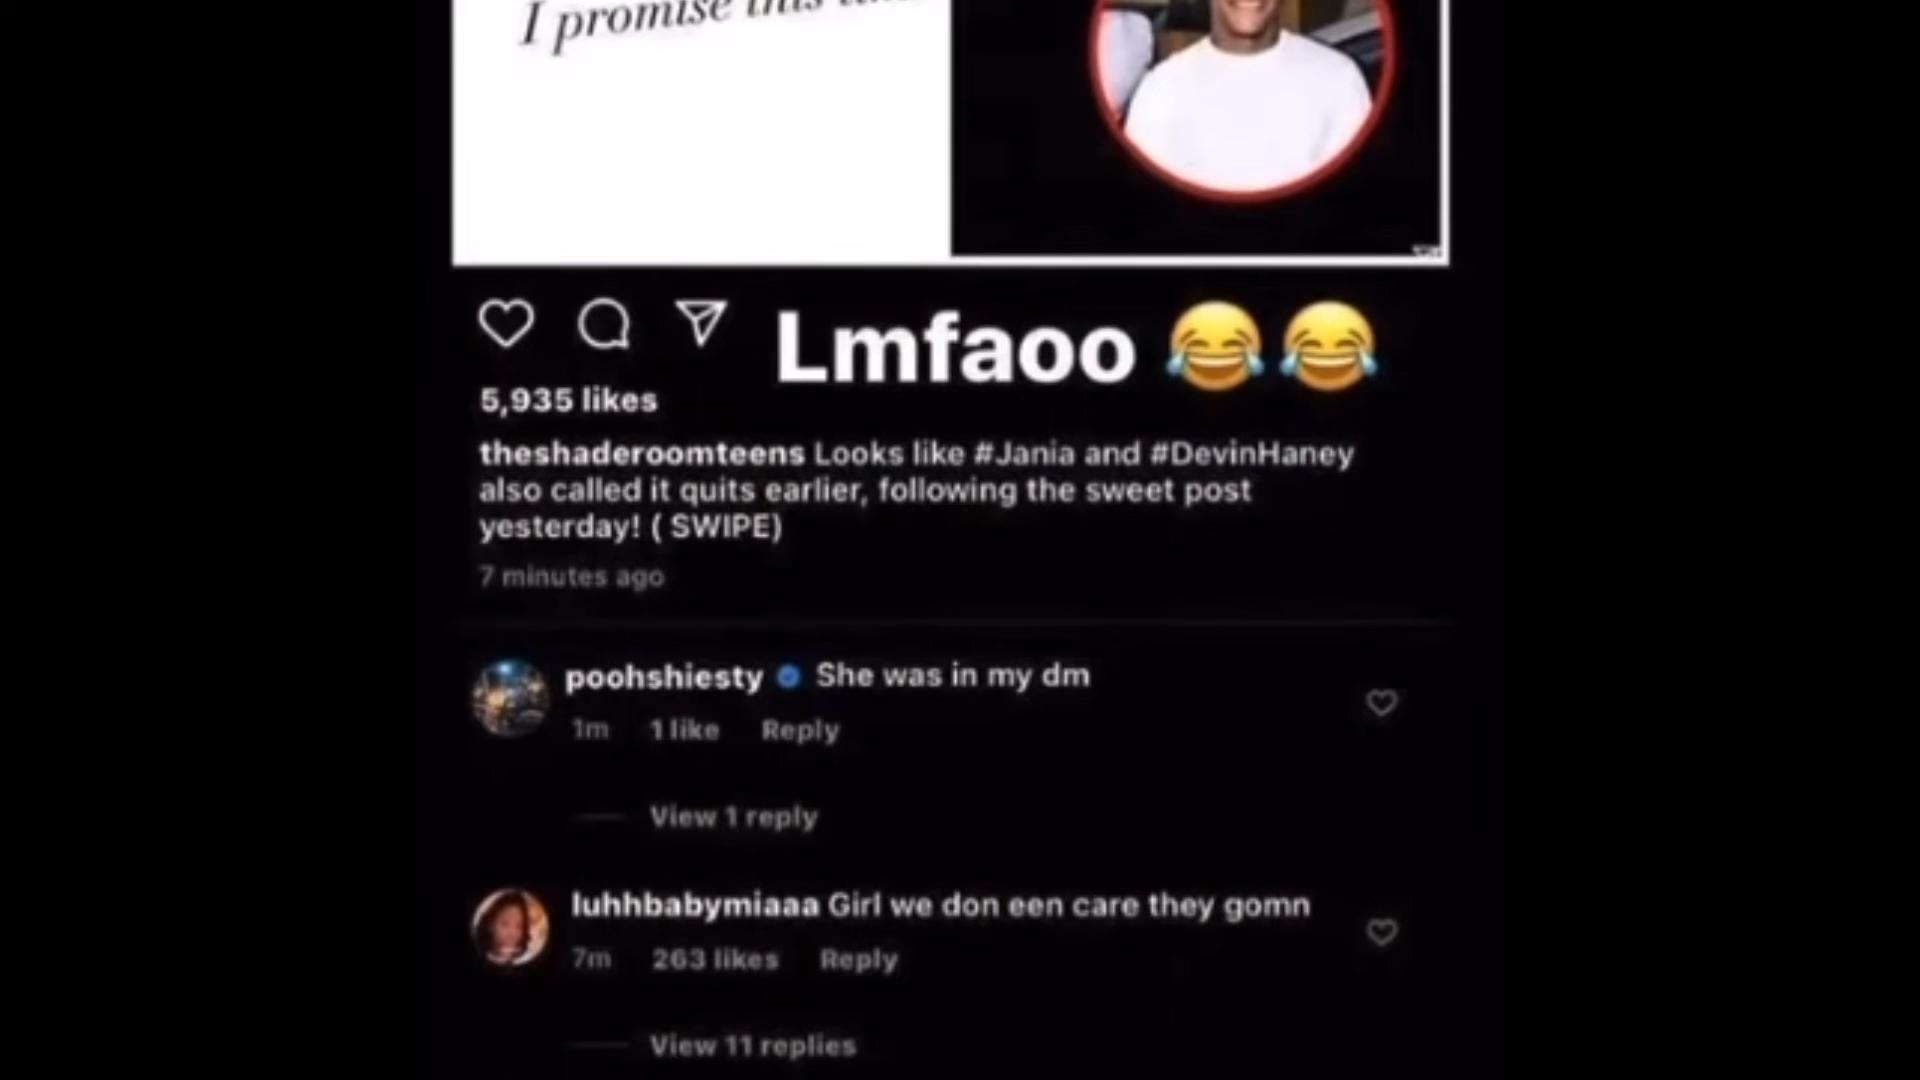 I promise this
Lmfaoo 😂😂
5,935 likes
theshaderoomteens Looks like #Jania and #DevinHaney
also called it quits earlier, following the sweet post
yesterday! ( SWIPE)
7 minutes ago
poohshiesty She was in my dm
1m 1 like Reply
View 1 reply
luhhbabymiaaa Girl we don een care they gomn
7m 263 likes Reply
View 11 replies